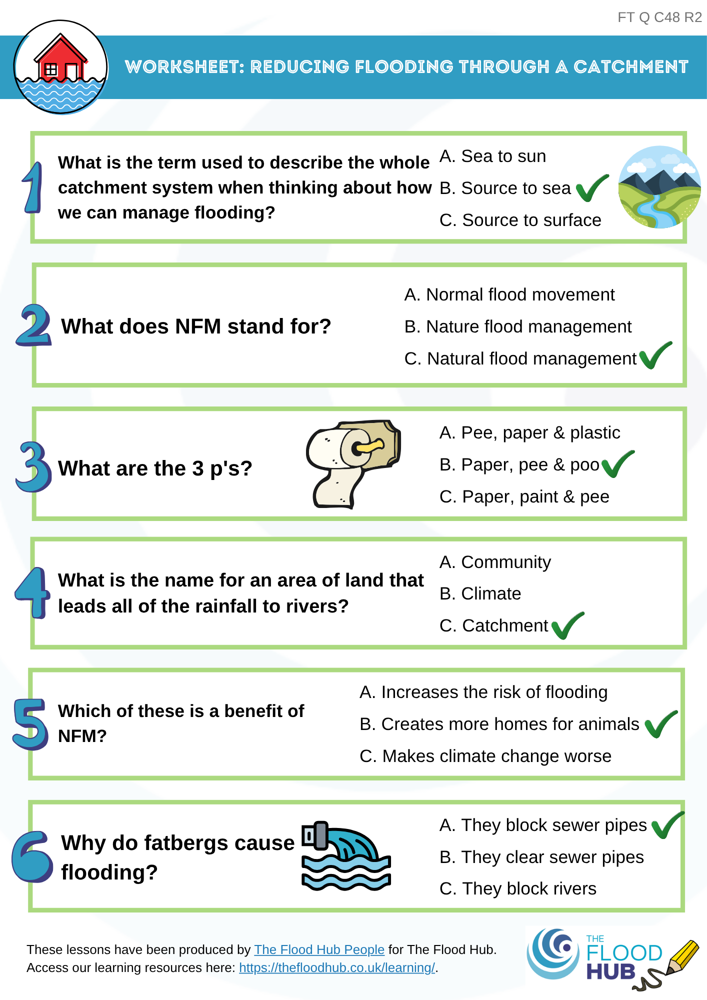 FT Q C48 R2
WORKSHEET: REDUCING FLOODING THROUGH A CATCHMENT
1
What is the term used to describe the whole
catchment system when thinking about how
we can manage flooding?
A. Sea to sun
B. Source to sea
C. Source to surface
2
What does NFM stand for?
A. Normal flood movement
B. Nature flood management
C. Natural flood management
3
What are the 3 p's?
A. Pee, paper & plastic
B. Paper, pee & poo
C. Paper, paint & pee
4
What is the name for an area of land that
leads all of the rainfall to rivers?
A. Community
B. Climate
C. Catchment
5
Which of these is a benefit of
NFM?
A. Increases the risk of flooding
B. Creates more homes for animals
C. Makes climate change worse
6
Why do fatbergs cause
flooding?
A. They block sewer pipes
B. They clear sewer pipes
C. They block rivers
These lessons have been produced by The Flood Hub People for The Flood Hub.
Access our learning resources here: https://thefloodhub.co.uk/learning/.
THE
FLOOD
HUB